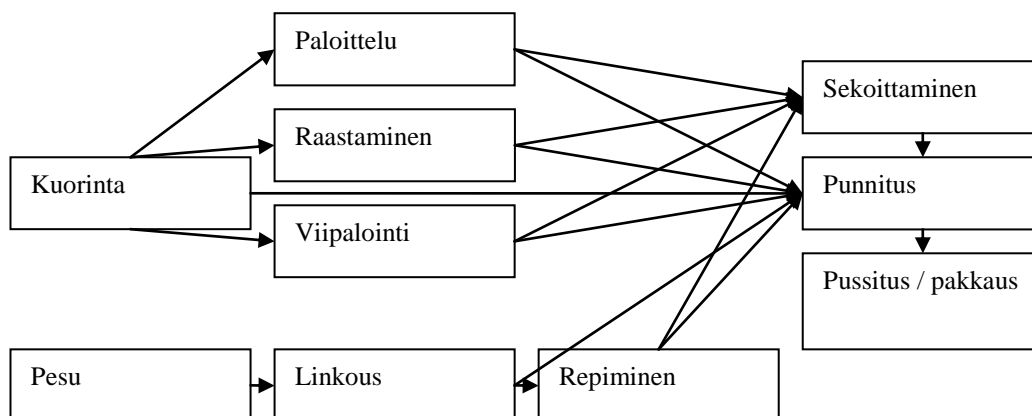 Paloittelu
Sekoittaminen
Raastaminen
Kuorinta
Punnitus
Viipalointi
Pussitus / pakkaus
Pesu
Linkous
Repiminen